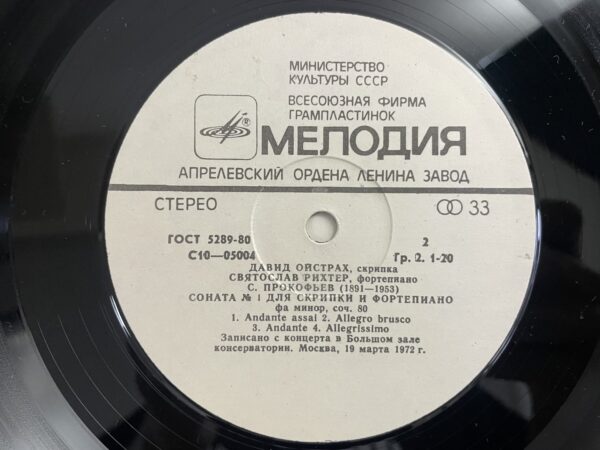 МИНИСТЕРСТВО
КУЛЬТУРЫ СССР
ВСЕСОЮЗНАЯ ФИРМА
ГРАМПЛАСТИНОК
МЕЛОДИЯ
АПРЕЛЕВСКИЙ ОРДЕНА ЛЕНИНА ЗАВОД
СТЕРЕО 33
ГОСТ 5289-80 2
С10—05004 Гр. 2. 1-20
ДАВИД ОЙСТРАХ, скрипка
СВЯТОСЛАВ РИХТЕР, фортепиано
С. ПРОКОФЬЕВ (1891—1953)
СОНАТА № 1 ДЛЯ СКРИПКИ И ФОРТЕПИАНО
фа минор, соч. 80
1. Andante assai 2. Allegro brusco
3. Andante 4. Allegrissimo
Записано с концерта в Большом зале
консерватории. Москва, 19 марта 1972 г.